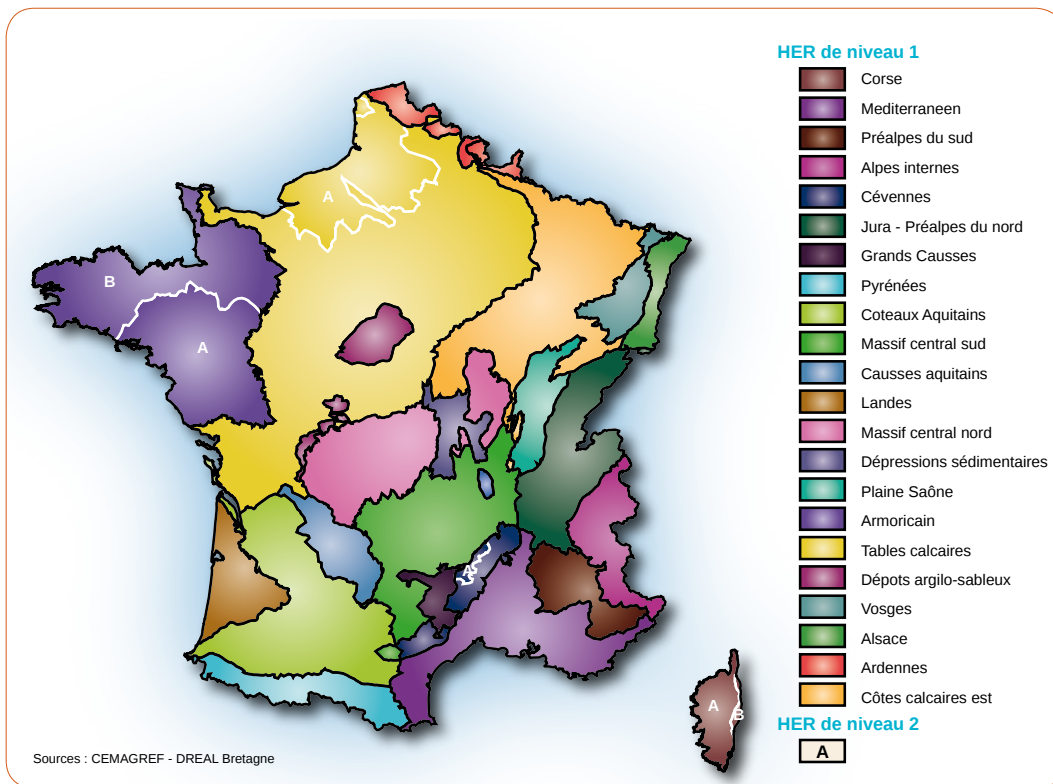 HER de niveau 1
Corse
Mediterraneen
Préalpes du sud
Alpes internes
Cévennes
Jura - Préalpes du nord
Grands Causses
Pyrénées
Coteaux Aquitains
Massif central sud
Causses aquitains
Landes
Massif central nord
Dépressions sédimentaires
Plaine Saône
Armoricain
Tables calcaires
Dépots argilo-sableux
Vosges
Alsace
Ardennes
Côtes calcaires est
HER de niveau 2
A
A
B
A
A
A
B
Sources : CEMAGREF - DREAL Bretagne